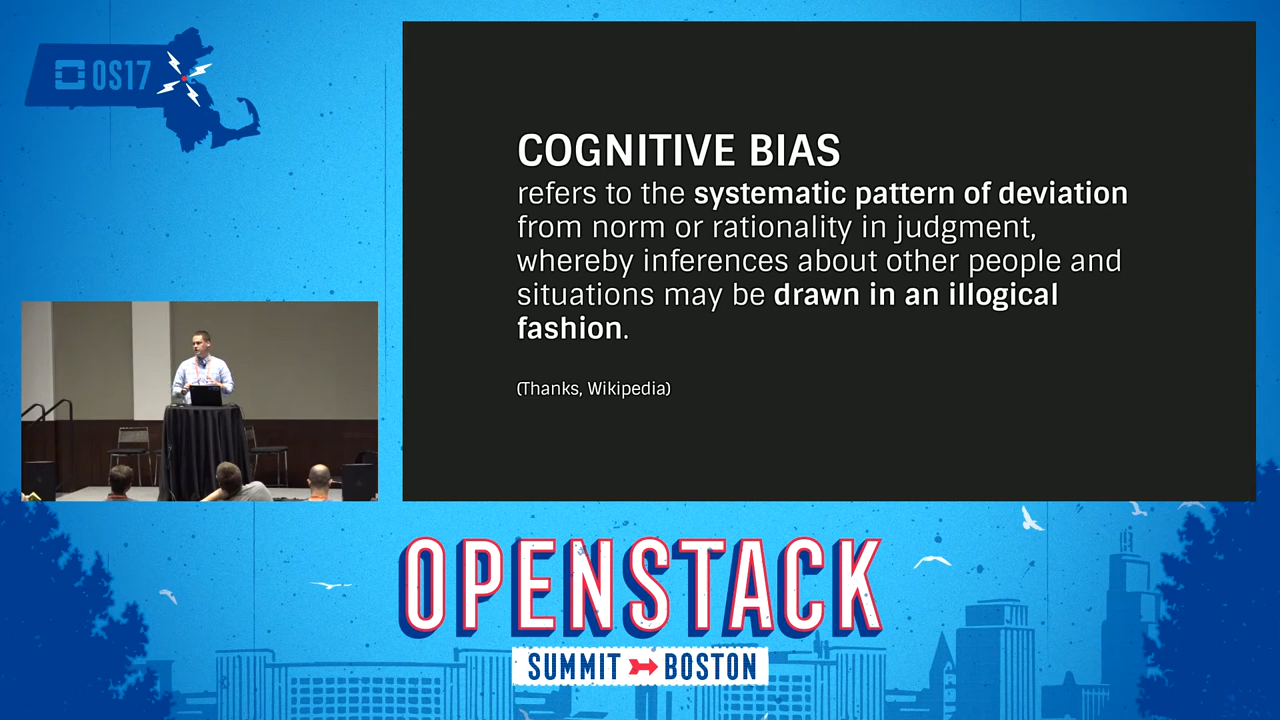 OS17
COGNITIVE BIAS
refers to the systematic pattern of deviation
from norm or rationality in judgment,
whereby inferences about other people and
situations may be drawn in an illogical
fashion.
(Thanks, Wikipedia)
OPENSTACK
SUMMIT BOSTON